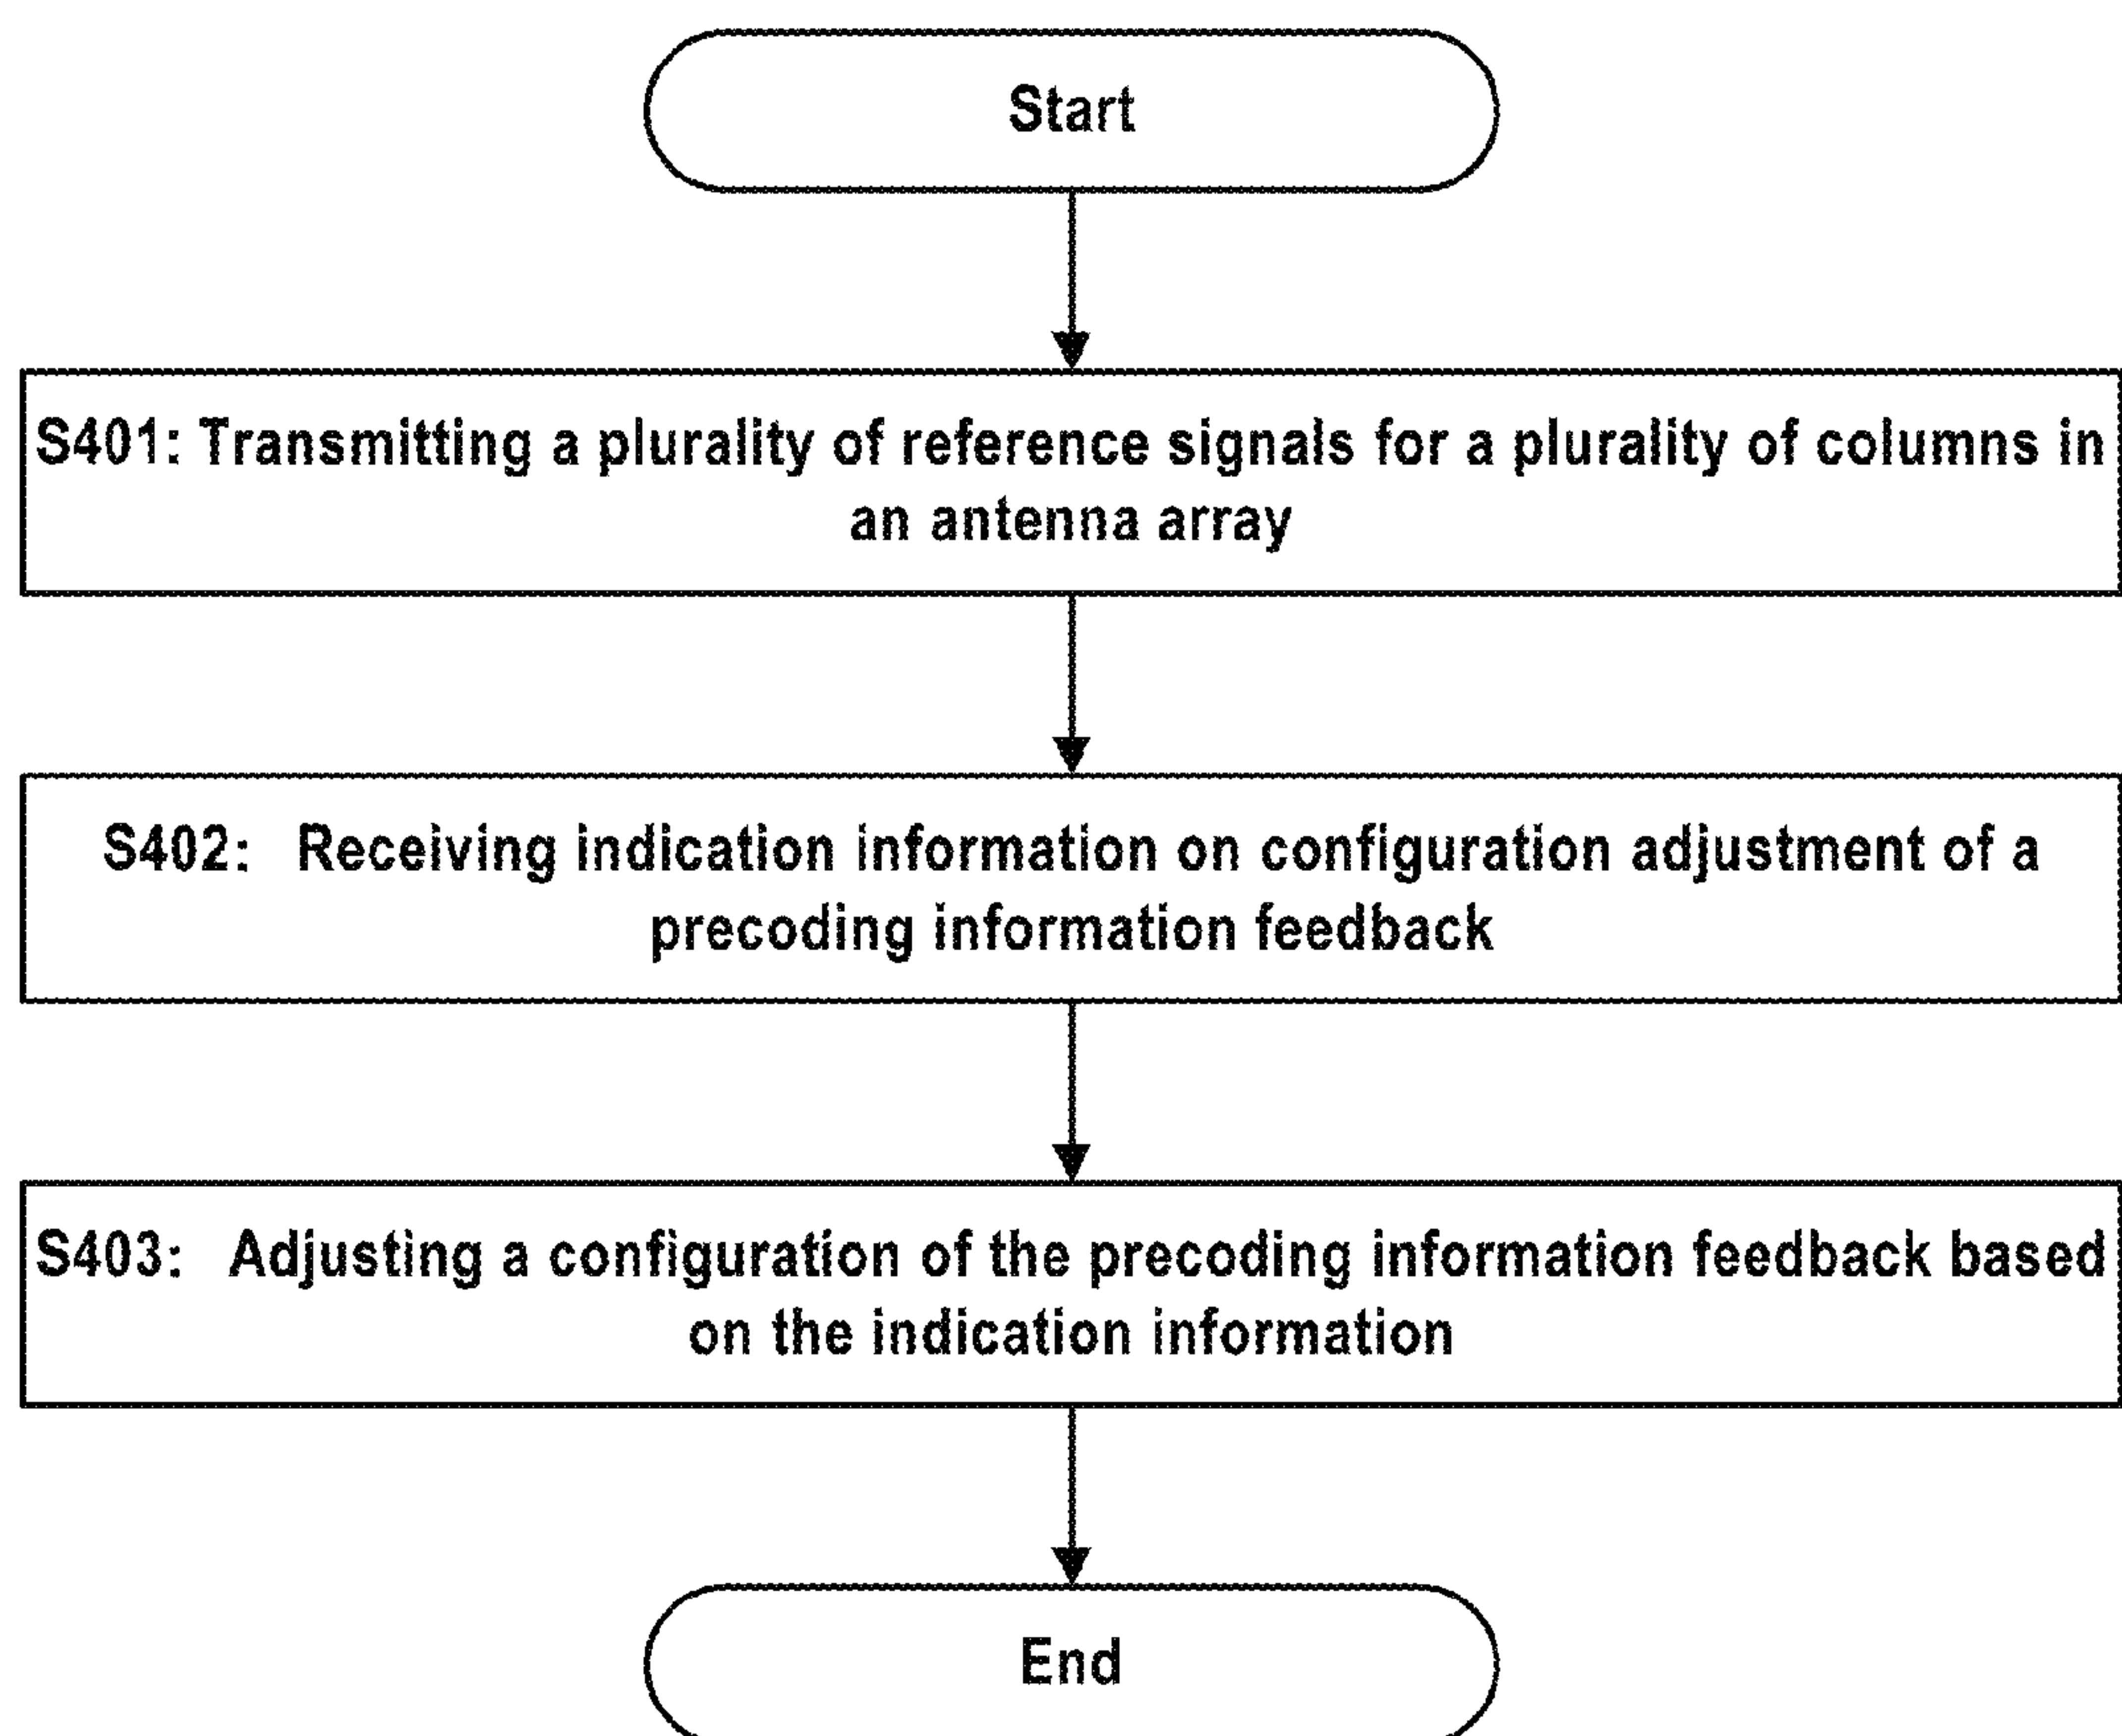 Start
S401: Transmitting a plurality of reference signals for a plurality of columns in
an antenna array
S402: Receiving indication information on configuration adjustment of a
precoding information feedback
S403: Adjusting a configuration of the precoding information feedback based
on the indication information
End